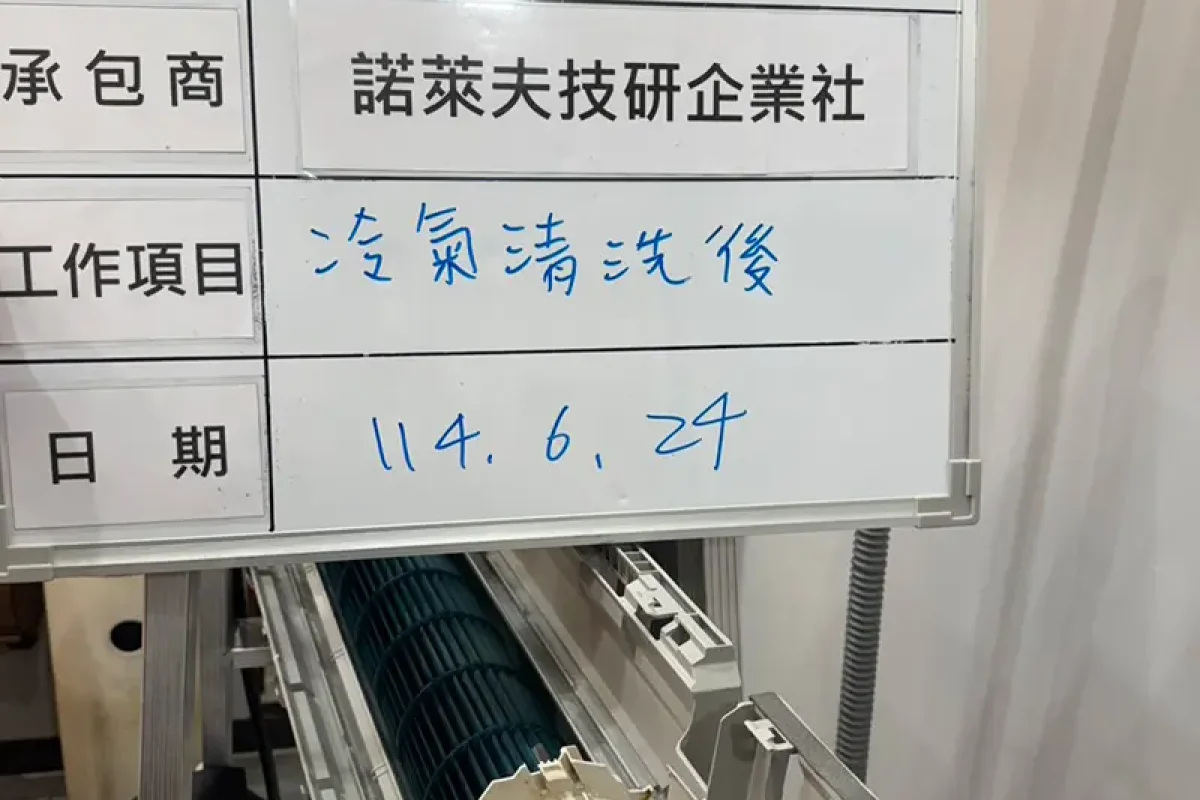 承包商 諾萊夫技研企業社
工作項目 冷氣清洗後
日期 114.6.24